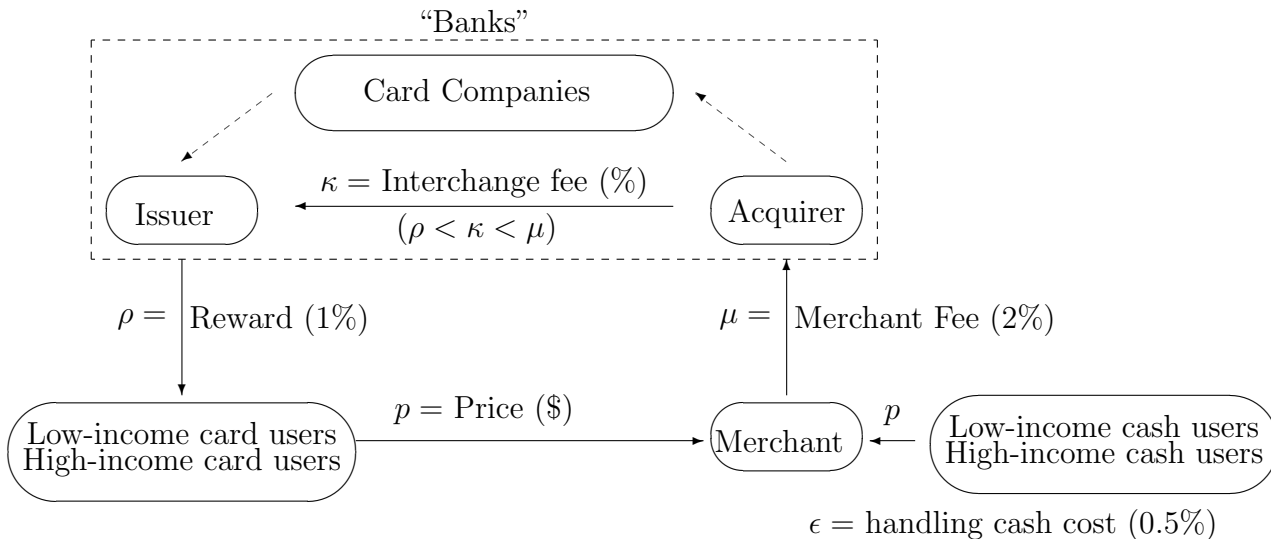 “Banks”
Card Companies
κ = Interchange fee (%)
(ρ < κ < μ)
Issuer
Acquirer
ρ = Reward (1%)
μ = Merchant Fee (2%)
p = Price ($)
p
Low-income card users
High-income card users
Merchant
Low-income cash users
High-income cash users
ϵ = handling cash cost (0.5%)